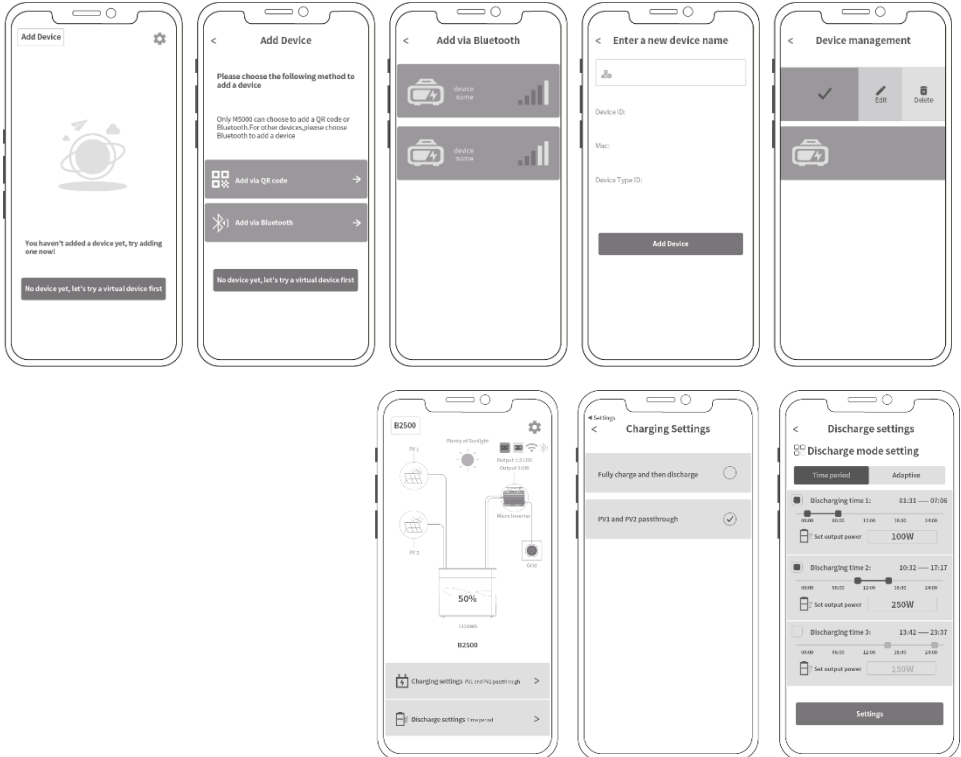 Add Device
You haven't added a device yet, try adding
one now!
No device yet, let's try a virtual device first
<
Add Device
Please choose the following method to
add a device
Only M5000 can choose to add a QR code or
Bluetooth.For other devices,please choose
Bluetooth to add a device
Add via QR code
Add via Bluetooth
No device yet, let's try a virtual device first
<
Add via Bluetooth
device
name
device
name
<
Enter a new device name
Device ID:
Mac:
Device Type ID:
Add Device
<
Device management
Edit
Delete
B2500
Plenty of Sunlight
PV 1
Micro Inverter
PV 2
Grid
50%
B2500
Charging settings PV1 and PV2 passthrough >
Discharge settings Time period >
Settings
<
Charging Settings
Fully charge and then discharge
PV1 and PV2 passthrough
<
Discharge settings
Discharge mode setting
Time period
Adaptive
Discharging time 1: 01:31 — 07:06
00:00 06:00 12:00 18:00 24:00
Set output power 100W
Discharging time 2: 10:32 — 17:17
00:00 06:00 12:00 18:00 24:00
Set output power 250W
Discharging time 3: 13:42 — 23:37
00:00 06:00 12:00 18:00 24:00
Set output power 150W
Settings